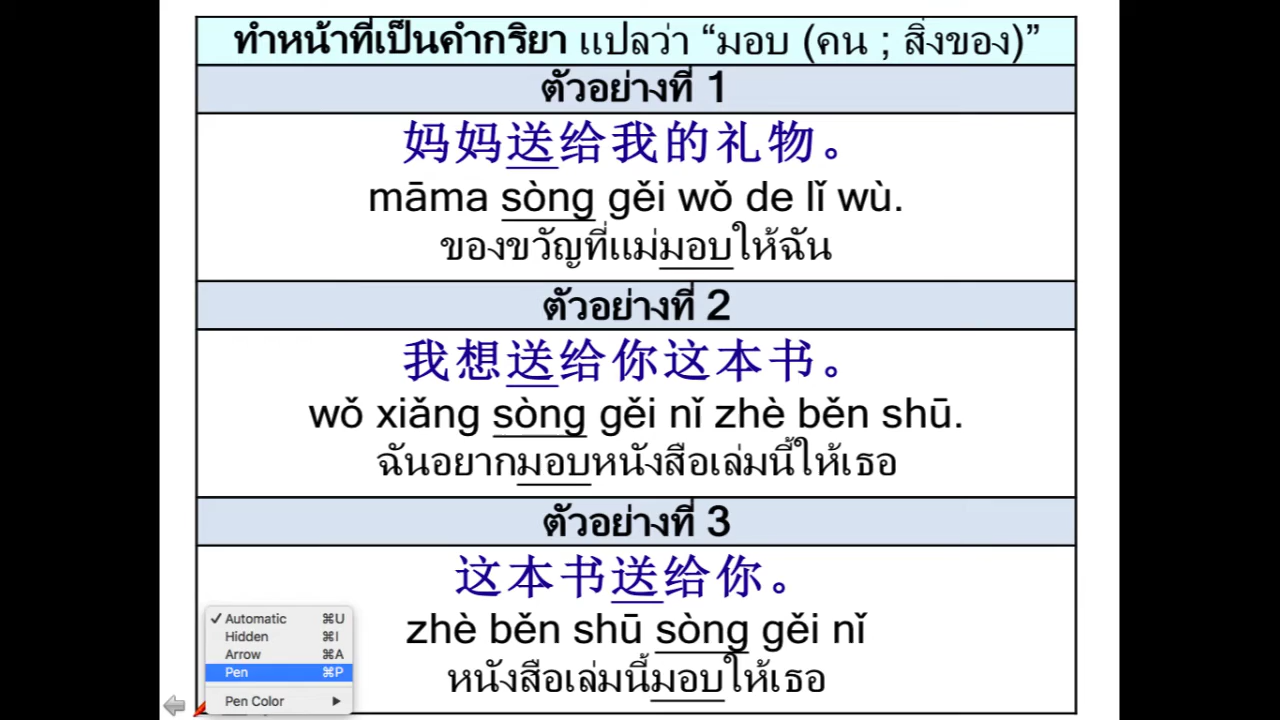 ทำหน้าที่เป็นคำกริยา แปลว่า “มอบ (คน ; สิ่งของ)”
ตัวอย่างที่ 1
妈妈送给我的礼物。
māma sòng gěi wǒ de lǐ wù.
ของขวัญที่แม่มอบให้ฉัน
ตัวอย่างที่ 2
我想送给你这本书。
wǒ xiǎng sòng gěi nǐ zhè běn shū.
ฉันอยากมอบหนังสือเล่มนี้ให้เธอ
ตัวอย่างที่ 3
这本书送给你。
zhè běn shū sòng gěi nǐ
หนังสือเล่มนี้มอบให้เธอ
✓ Automatic ⌘U
Hidden ⌘I
Arrow ⌘A
Pen ⌘P
Pen Color ▶